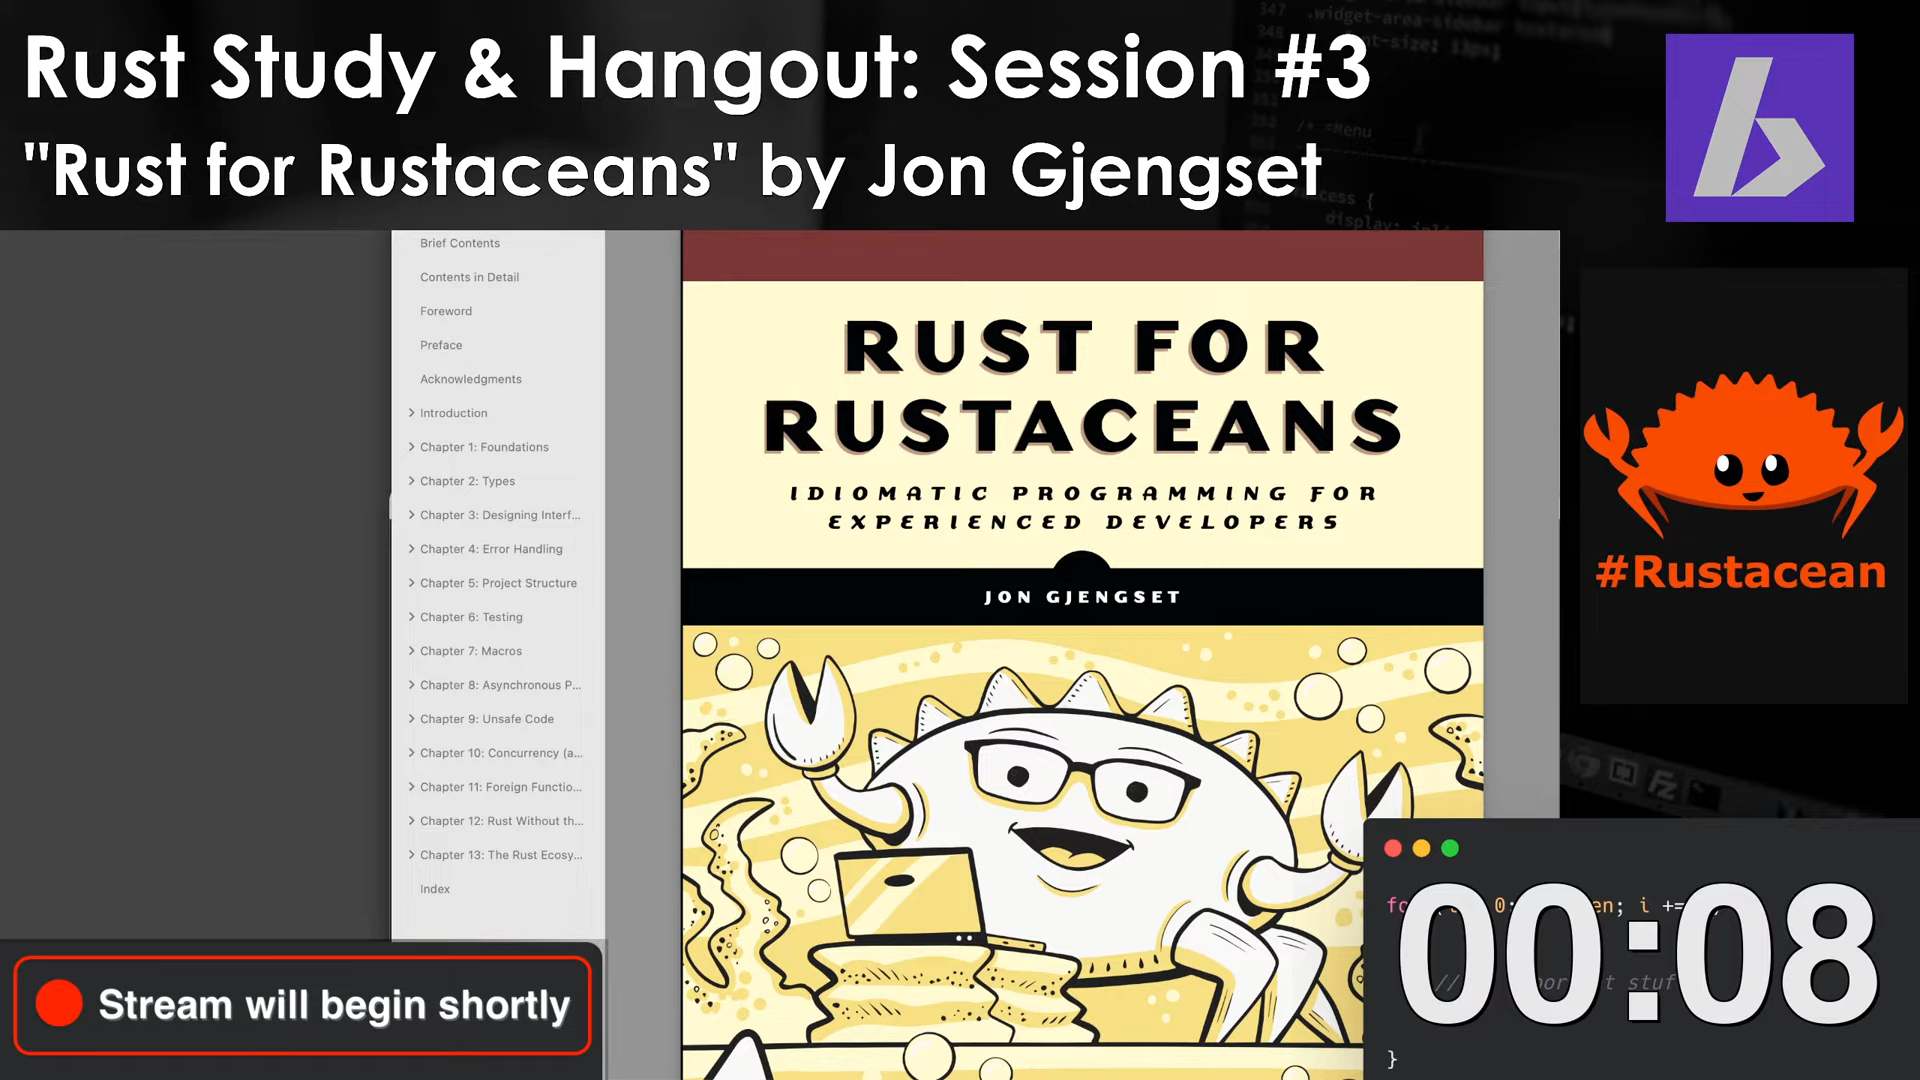 Rust Study & Hangout: Session #3
"Rust for Rustaceans" by Jon Gjengset
Brief Contents
Contents in Detail
Foreword
Preface
Acknowledgments
Introduction
Chapter 1: Foundations
Chapter 2: Types
Chapter 3: Designing Interf...
Chapter 4: Error Handling
Chapter 5: Project Structure
Chapter 6: Testing
Chapter 7: Macros
Chapter 8: Asynchronous P...
Chapter 9: Unsafe Code
Chapter 10: Concurrency (a...
Chapter 11: Foreign Functio...
Chapter 12: Rust Without th...
Chapter 13: The Rust Ecosy...
Index
RUST FOR
RUSTACEANS
IDIOMATIC PROGRAMMING FOR
EXPERIENCED DEVELOPERS
JON GJENGSET
#Rustacean
Stream will begin shortly
00:08
}